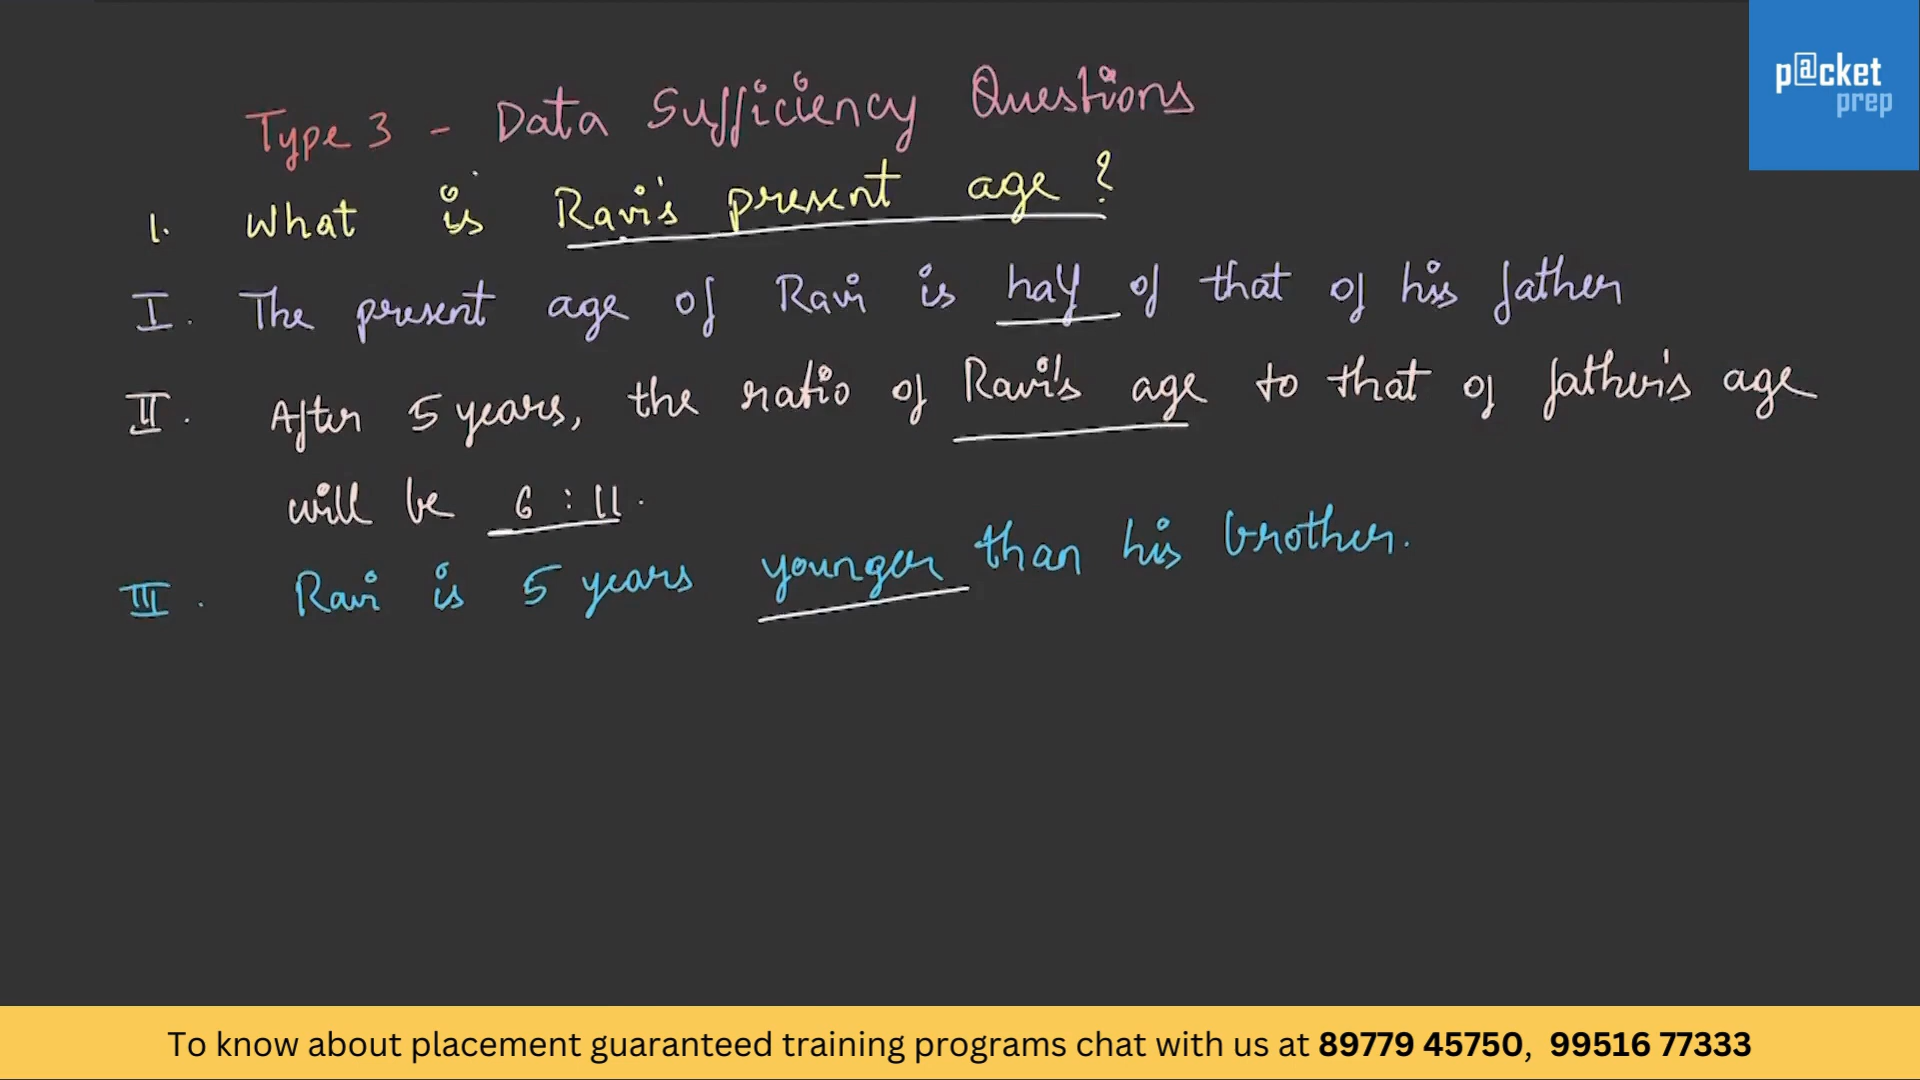 p@cket
prep
Type 3 - Data Sufficiency Questions
1. What is Ravi's present age ?
I. The present age of Ravi is half of that of his father
II. After 5 years, the ratio of Ravi's age to that of father's age
will be 6 : 11.
III. Ravi is 5 years younger than his brother.
To know about placement guaranteed training programs chat with us at 89779 45750, 99516 77333